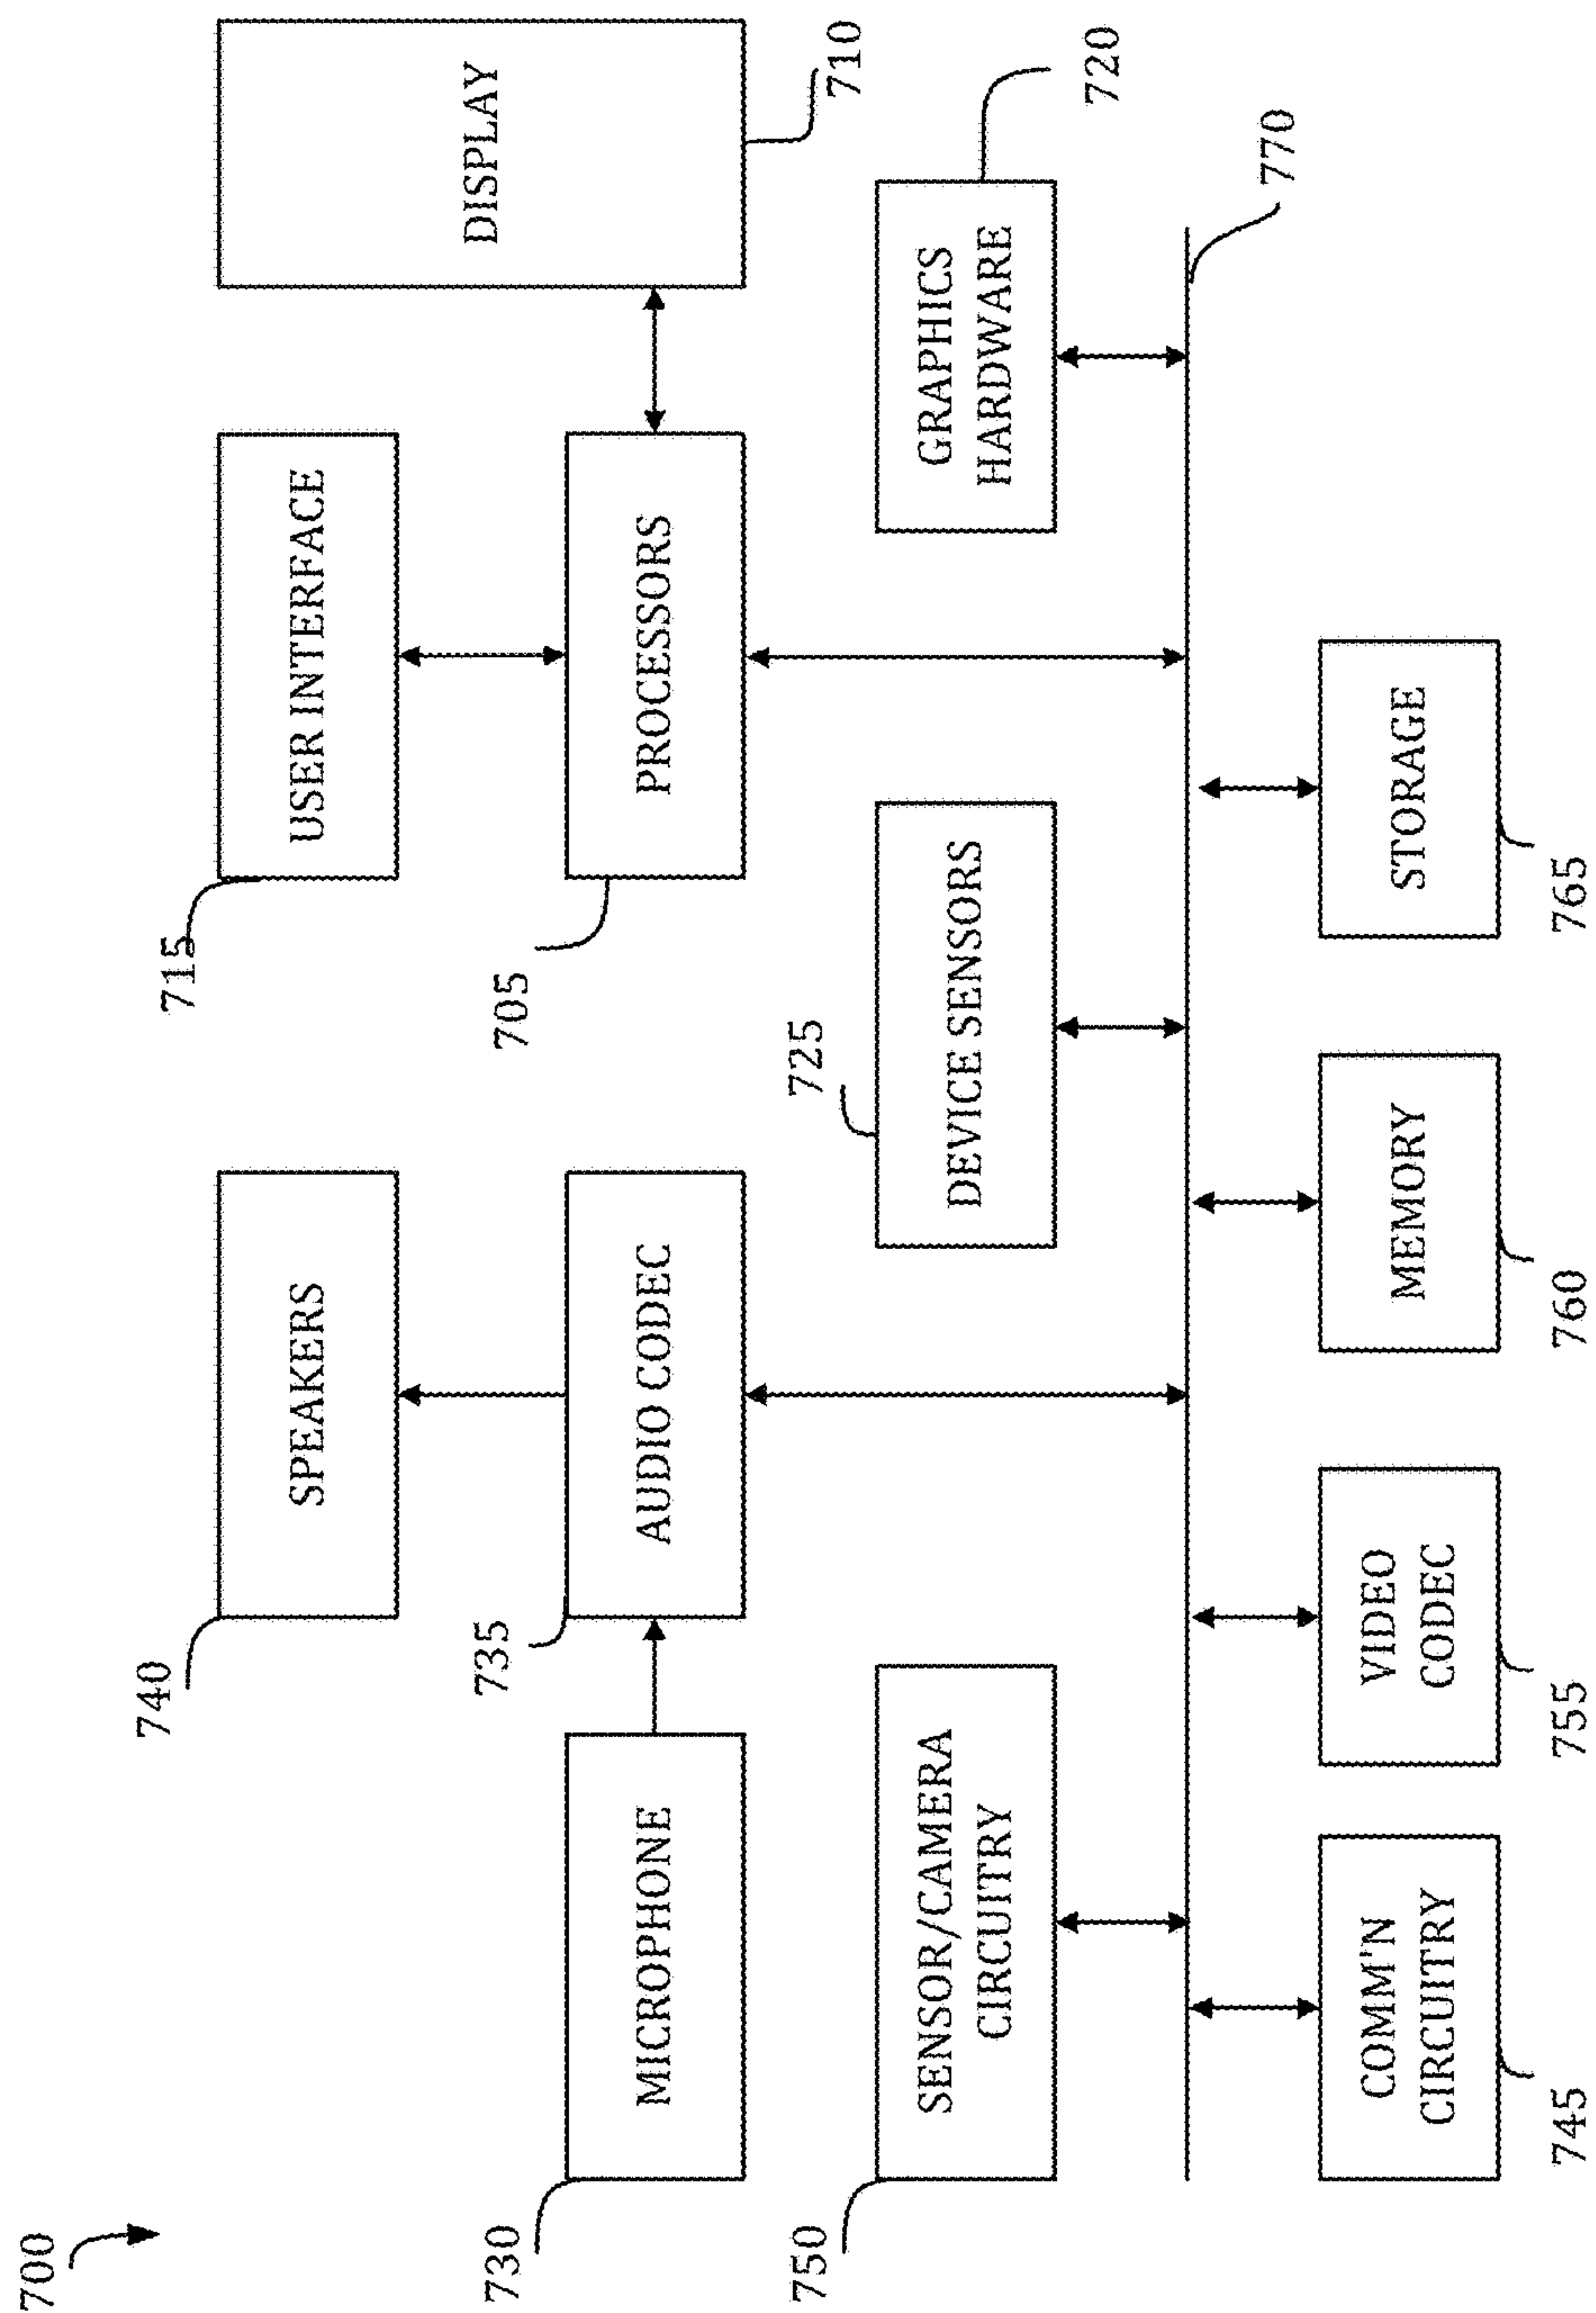 700
740
SPEAKERS
715
USER INTERFACE
DISPLAY
710
730
MICROPHONE
735
AUDIO CODEC
705
PROCESSORS
750
SENSOR/CAMERA
CIRCUITRY
725
DEVICE SENSORS
GRAPHICS
HARDWARE
720
770
COMM'N
CIRCUITRY
745
VIDEO
CODEC
755
MEMORY
760
STORAGE
765